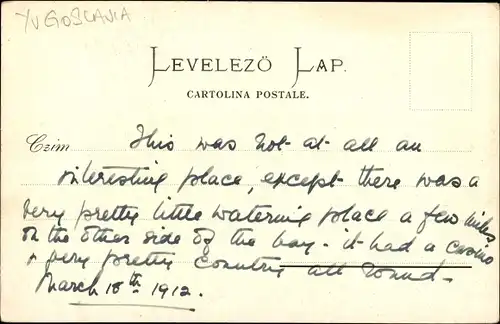 YUGOSLAVIA
LEVELEZŐ LAP.
CARTOLINA POSTALE.
Czim This was not at all an
interesting place, except there was a
very pretty little watering place a few miles
on the other side of the bay - it had a casino
& very pretty country all round -
March 18th 1912.